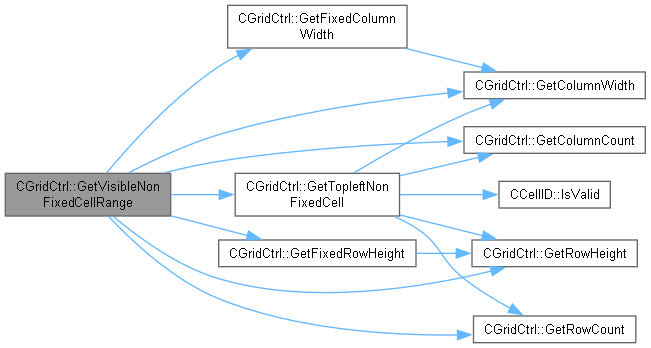 CGridCtrl::GetVisibleNon
FixedCellRange
CGridCtrl::GetFixedColumn
Width
CGridCtrl::GetTopleftNon
FixedCell
CGridCtrl::GetFixedRowHeight
CGridCtrl::GetColumnWidth
CGridCtrl::GetColumnCount
CCellID::IsValid
CGridCtrl::GetRowHeight
CGridCtrl::GetRowCount